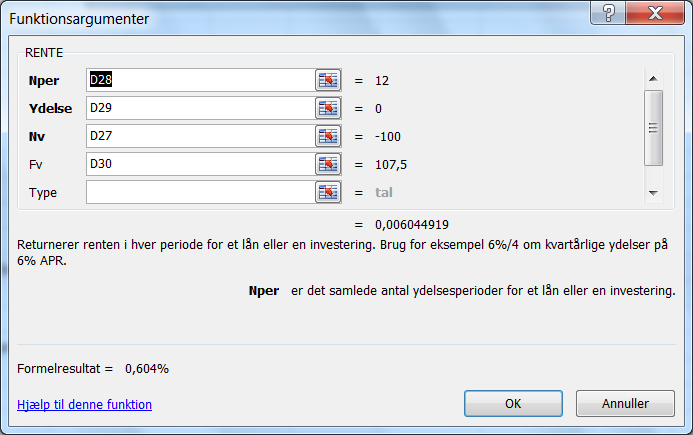 Funktionsargumenter
RENTE
Nper D28 = 12
Ydelse D29 = 0
Nv D27 = -100
Fv D30 = 107,5
Type = tal
= 0,006044919
Returnerer renten i hver periode for et lån eller en investering. Brug for eksempel 6%/4 om kvartårlige ydelser på
6% APR.
Nper er det samlede antal ydelsesperioder for et lån eller en investering.
Formelresultat = 0,604%
Hjælp til denne funktion
OK
Annuller